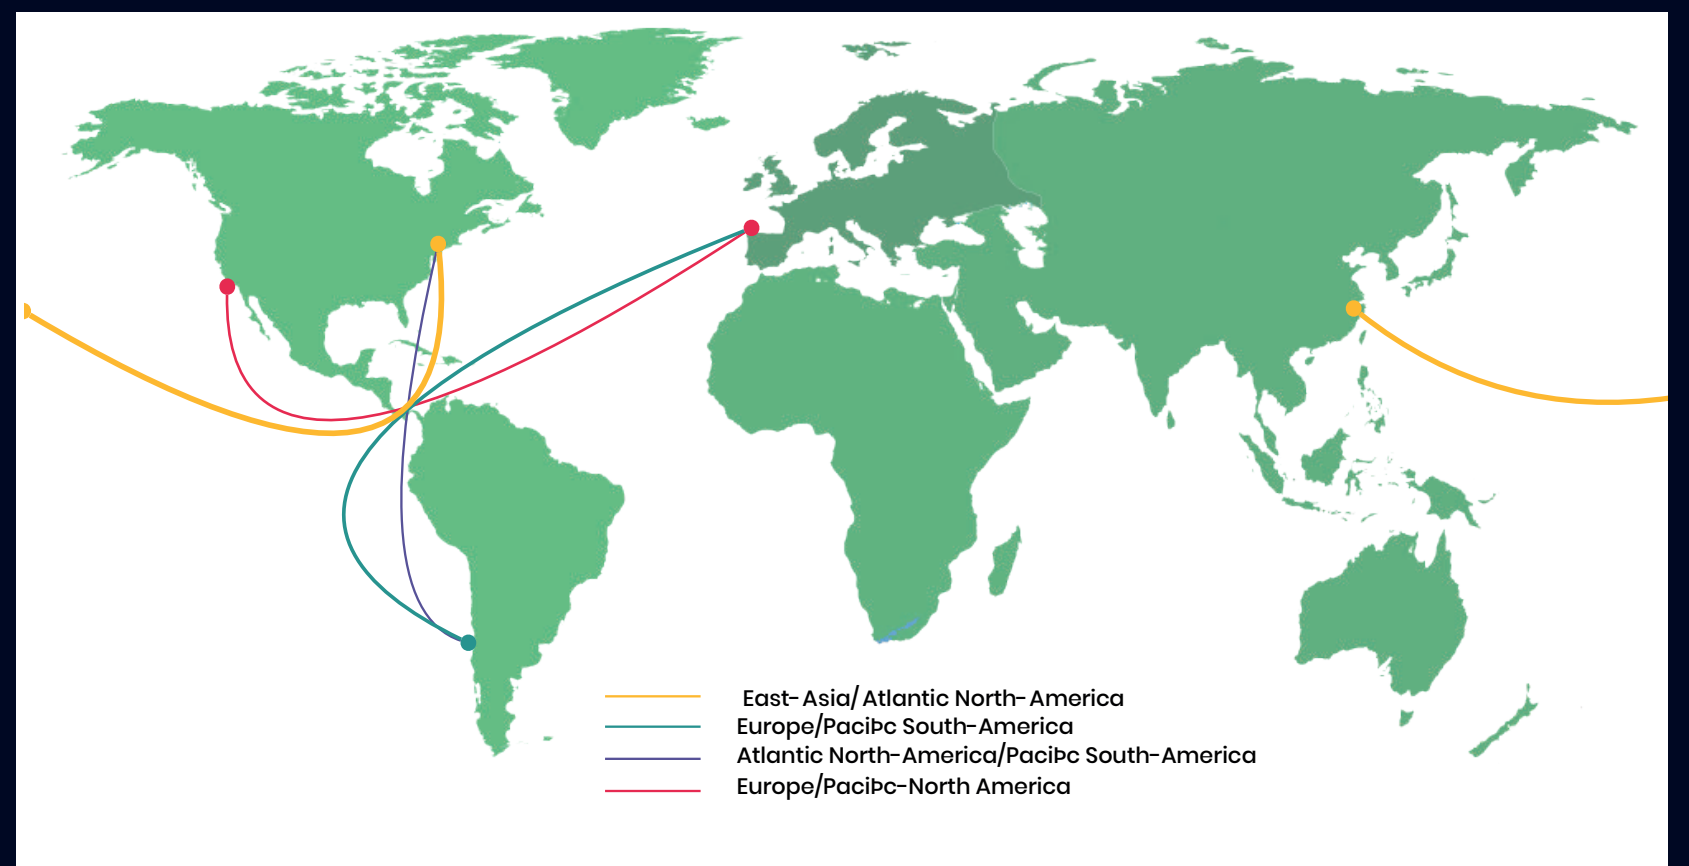 East-Asia/Atlantic North-America
Europe/PaciÞc South-America
Atlantic North-America/PaciÞc South-America
Europe/PaciÞc-North America